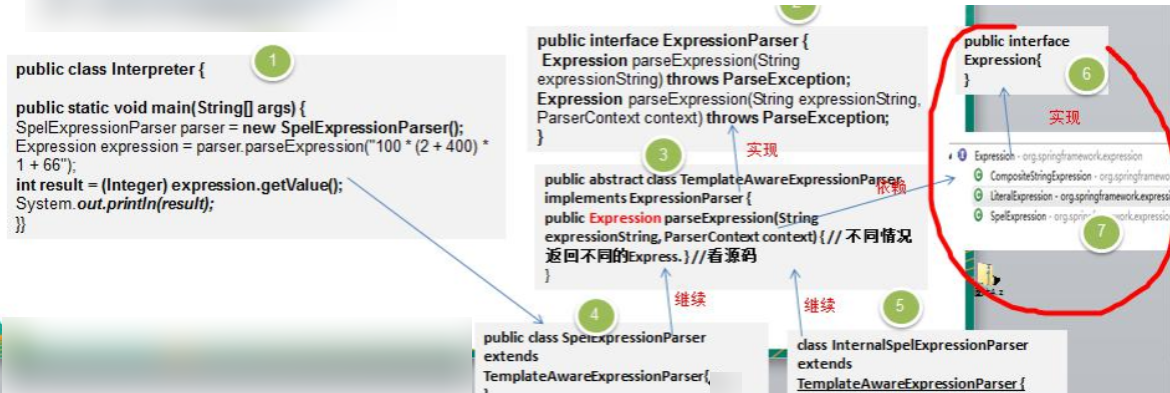 1
public class Interpreter {
public static void main(String[] args) {
SpelExpressionParser parser = new SpelExpressionParser();
Expression expression = parser.parseExpression("100 * (2 + 400) *
1 + 66");
int result = (Integer) expression.getValue();
System.out.println(result);
}}
2
public interface ExpressionParser {
Expression parseExpression(String
expressionString) throws ParseException;
Expression parseExpression(String expressionString,
ParserContext context) throws ParseException;
}
实现
3
public abstract class TemplateAwareExpressionParser
implements ExpressionParser {
public Expression parseExpression(String
expressionString, ParserContext context) { // 不同情况
返回不同的Express. } //看源码
}
依赖
继续
继续
4
public class SpelExpressionParser
extends
TemplateAwareExpressionParser{
}
5
class InternalSpelExpressionParser
extends
TemplateAwareExpressionParser {
public interface
Expression{
}
6
实现
Expression - org.springframework.expression
CompositeStringExpression - org.springframewo
LiteralExpression - org.springframework.expressi
SpelExpression - org.spri ework.expressio
7